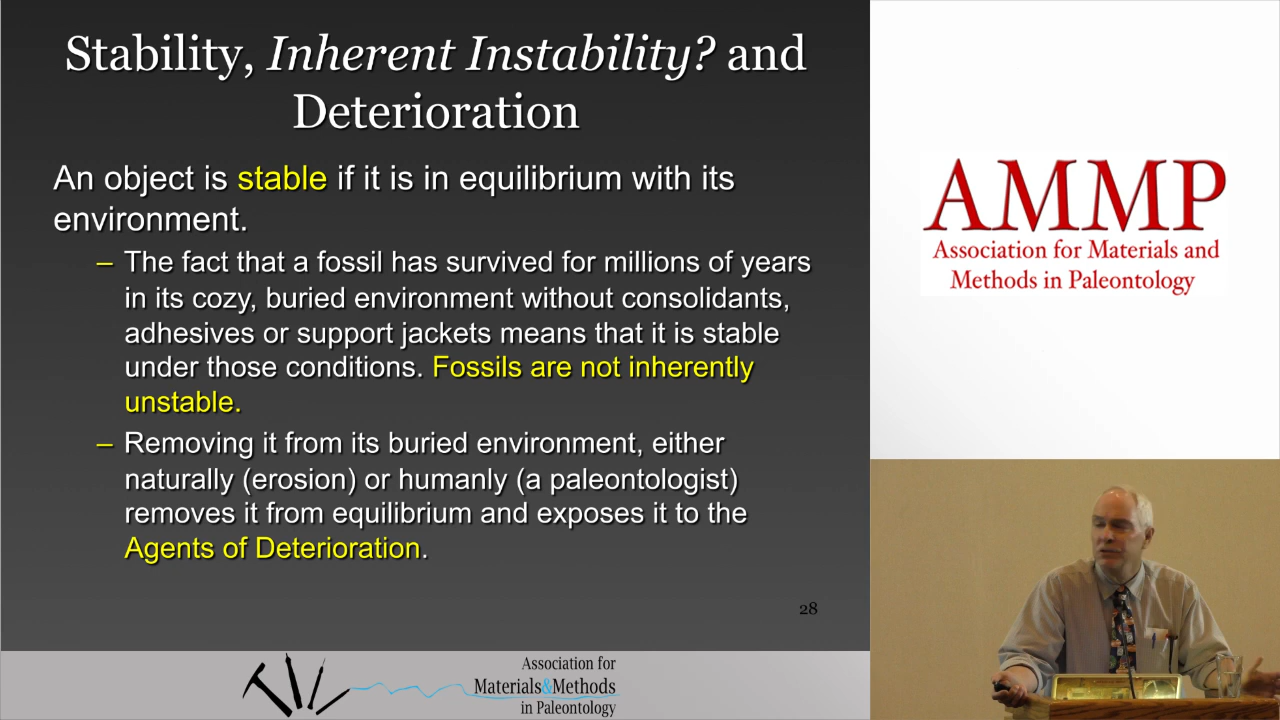 Stability, Inherent Instability? and
Deterioration
An object is stable if it is in equilibrium with its
environment.
– The fact that a fossil has survived for millions of years
in its cozy, buried environment without consolidants,
adhesives or support jackets means that it is stable
under those conditions. Fossils are not inherently
unstable.
– Removing it from its buried environment, either
naturally (erosion) or humanly (a paleontologist)
removes it from equilibrium and exposes it to the
Agents of Deterioration.
28
Association for
Materials&Methods
in Paleontology
AMMP
Association for Materials and
Methods in Paleontology